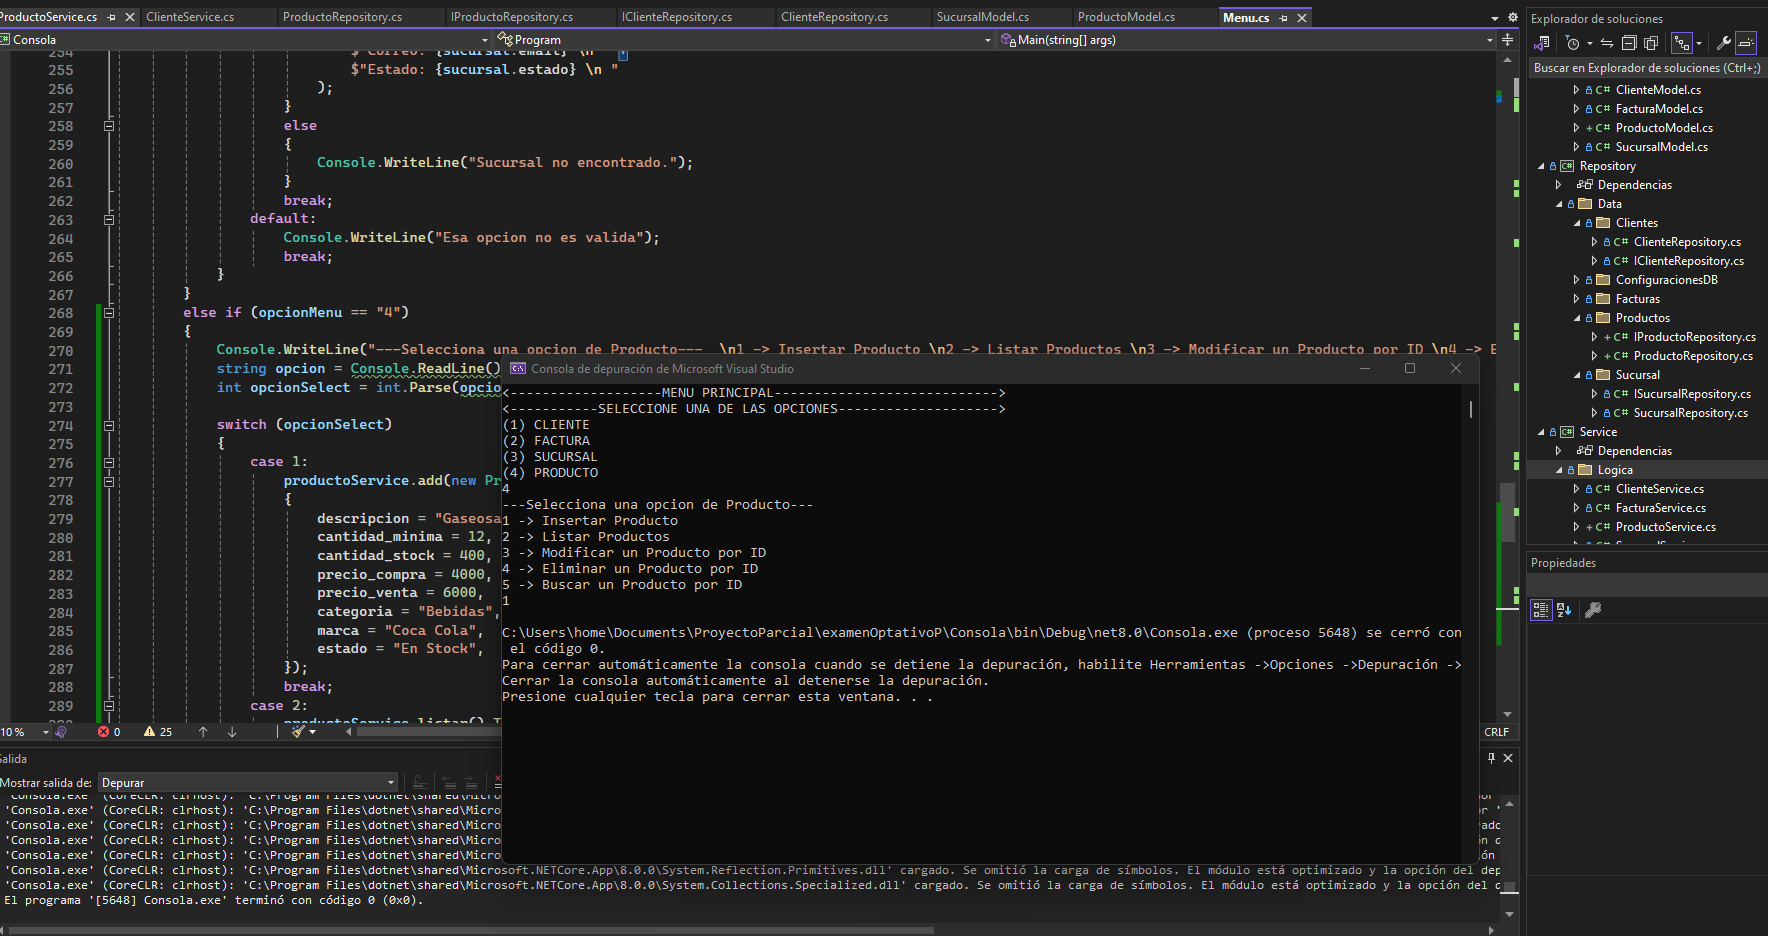 ProductoService.cs
ClienteService.cs
ProductoRepository.cs
IProductoRepository.cs
IClienteRepository.cs
ClienteRepository.cs
SucursalModel.cs
ProductoModel.cs
Menu.cs
Console
Program
Main(string[] args)
254 $"Correo: {sucursal.email} \n "
255 $"Estado: {sucursal.estado} \n "
256 );
257 }
258 else
259 {
260 Console.WriteLine("Sucursal no encontrado.");
261 }
262 break;
263 default:
264 Console.WriteLine("Esa opcion no es valida");
265 break;
266 }
267 }
268 else if (opcionMenu == "4")
269 {
270 Console.WriteLine("---Selecciona una opcion de Producto---  \n1 -> Insertar Producto \n2 -> Listar Productos \n3 -> Modificar un Producto por ID \n4 -> E
271 string opcion = Console.ReadLine()
272 int opcionSelect = int.Parse(opcio
273
274 switch (opcionSelect)
275 {
276 case 1:
277 productoService.add(new Pr
278 {
279 descripcion = "Gaseosa
280 cantidad_minima = 12,
281 cantidad_stock = 400,
282 precio_compra = 4000,
283 precio_venta = 6000,
284 categoria = "Bebidas",
285 marca = "Coca Cola",
286 estado = "En Stock",
287 });
288 break;
289 case 2:
productoService.listar()
10 %
0
25
CRLF
Consola de depuración de Microsoft Visual Studio
<-------------------MENU PRINCIPAL---------------------------->
<-----------SELECCIONE UNA DE LAS OPCIONES-------------------->
(1) CLIENTE
(2) FACTURA
(3) SUCURSAL
(4) PRODUCTO
4
---Selecciona una opcion de Producto---
1 -> Insertar Producto
2 -> Listar Productos
3 -> Modificar un Producto por ID
4 -> Eliminar un Producto por ID
5 -> Buscar un Producto por ID
1
C:\Users\home\Documents\ProyectoParcial\examenOptativoP\Consola\bin\Debug\net8.0\Consola.exe (proceso 5648) se cerró con
el código 0.
Para cerrar automáticamente la consola cuando se detiene la depuración, habilite Herramientas ->Opciones ->Depuración ->
Cerrar la consola automáticamente al detenerse la depuración.
Presione cualquier tecla para cerrar esta ventana. . .
Salida
Mostrar salida de: Depurar
'Consola.exe' (CoreCLR: clrhost): 'C:\Program Files\dotnet\shared\Micro
'Consola.exe' (CoreCLR: clrhost): 'C:\Program Files\dotnet\shared\Micro
'Consola.exe' (CoreCLR: clrhost): 'C:\Program Files\dotnet\shared\Micro
'Consola.exe' (CoreCLR: clrhost): 'C:\Program Files\dotnet\shared\Micro
'Consola.exe' (CoreCLR: clrhost): 'C:\Program Files\dotnet\shared\Micro
'Consola.exe' (CoreCLR: clrhost): 'C:\Program Files\dotnet\shared\Microsoft.NETCore.App\8.0.0\System.Reflection.Primitives.dll' cargado. Se omitió la carga de símbolos. El módulo está optimizado y la opción del dep
'Consola.exe' (CoreCLR: clrhost): 'C:\Program Files\dotnet\shared\Microsoft.NETCore.App\8.0.0\System.Collections.Specialized.dll' cargado. Se omitió la carga de símbolos. El módulo está optimizado y la opción del d
El programa '[5648] Consola.exe' terminó con código 0 (0x0).
Explorador de soluciones
Buscar en Explorador de soluciones (Ctrl+;)
C# ClienteModel.cs
C# FacturaModel.cs
+ C# ProductoModel.cs
C# SucursalModel.cs
C# Repository
Dependencias
Data
Clientes
C# ClienteRepository.cs
C# IClienteRepository.cs
ConfiguracionesDB
Facturas
Productos
+ C# IProductoRepository.cs
+ C# ProductoRepository.cs
Sucursal
C# ISucursalRepository.cs
C# SucursalRepository.cs
C# Service
Dependencias
Logica
C# ClienteService.cs
C# FacturaService.cs
+ C# ProductoService.cs
Propiedades